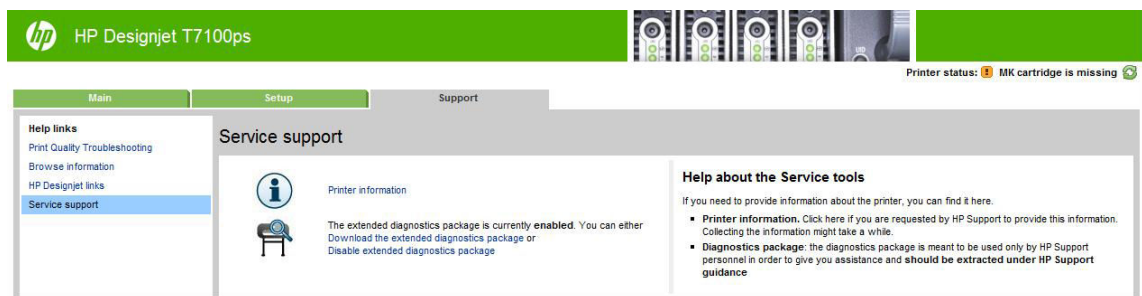 hp HP Designjet T7100ps
UID
Printer status: ! MK cartridge is missing
Main Setup Support
Help links
Print Quality Troubleshooting
Browse information
HP Designjet links
Service support
Service support
Printer information
The extended diagnostics package is currently enabled. You can either
Download the extended diagnostics package or
Disable extended diagnostics package
Help about the Service tools
If you need to provide information about the printer, you can find it here.
▪ Printer information. Click here if you are requested by HP Support to provide this information.
Collecting the information might take a while.
▪ Diagnostics package: the diagnostics package is meant to be used only by HP Support
personnel in order to give you assistance and should be extracted under HP Support
guidance